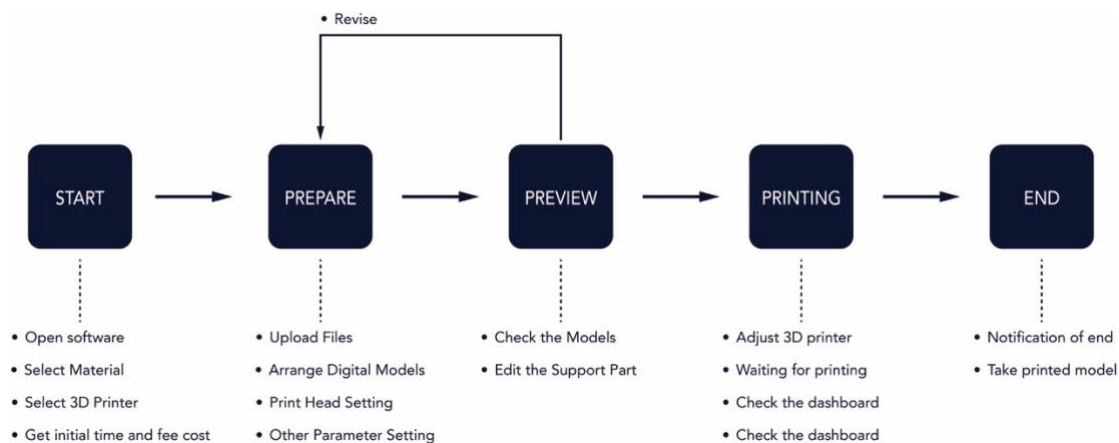 Revise
START
PREPARE
PREVIEW
PRINTING
END
• Open software
• Select Material
• Select 3D Printer
• Get initial time and fee cost
• Upload Files
• Arrange Digital Models
• Print Head Setting
• Other Parameter Setting
• Check the Models
• Edit the Support Part
• Adjust 3D printer
• Waiting for printing
• Check the dashboard
• Check the dashboard
• Notification of end
• Take printed model